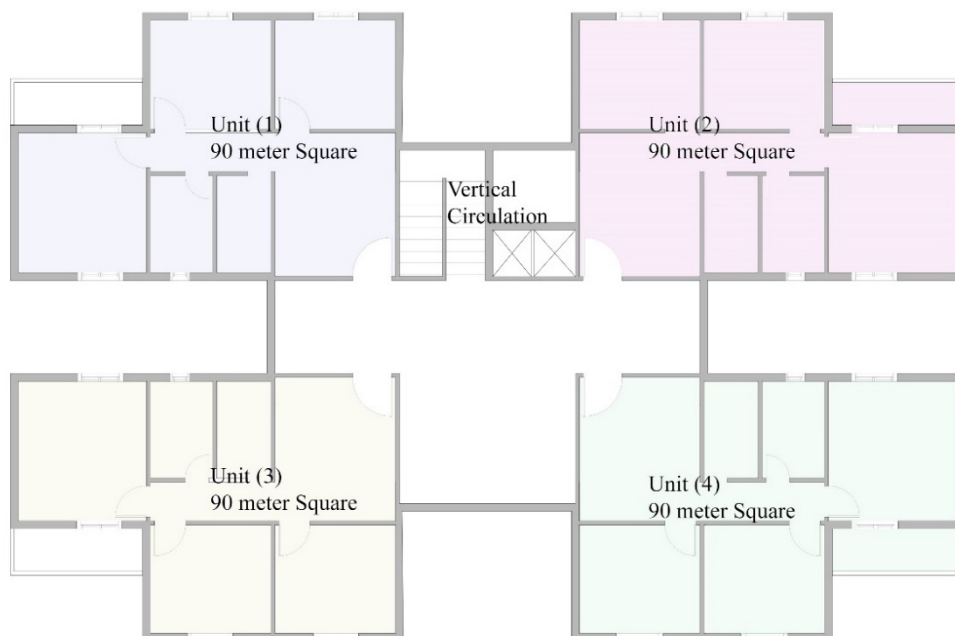 Unit (1)
90 meter Square
Unit (2)
90 meter Square
Vertical
Circulation
Unit (3)
90 meter Square
Unit (4)
90 meter Square